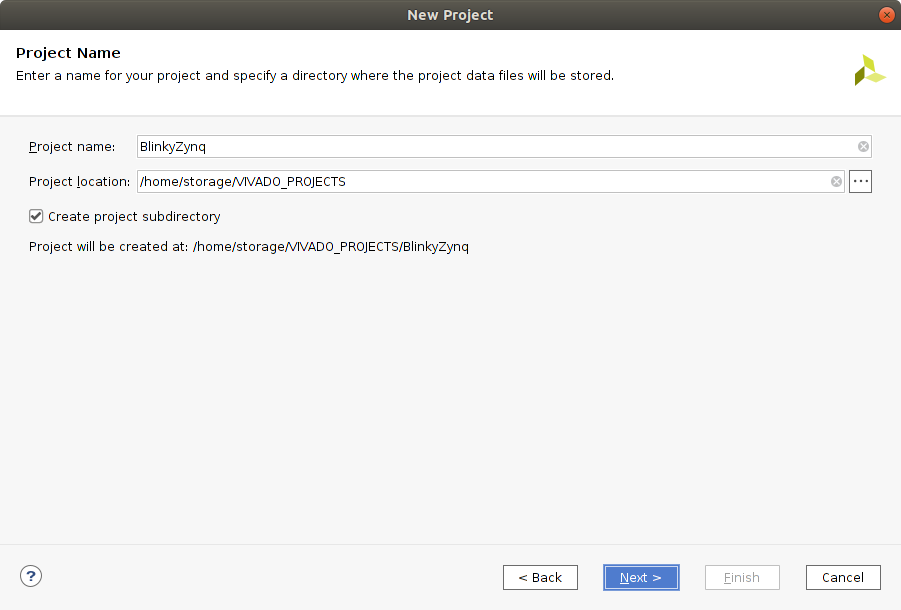 New Project
Project Name
Enter a name for your project and specify a directory where the project data files will be stored.
Project name: BlinkyZynq
Project location: /home/storage/VIVADO_PROJECTS ...
Create project subdirectory
Project will be created at: /home/storage/VIVADO_PROJECTS/BlinkyZynq
? < Back Next > Finish Cancel